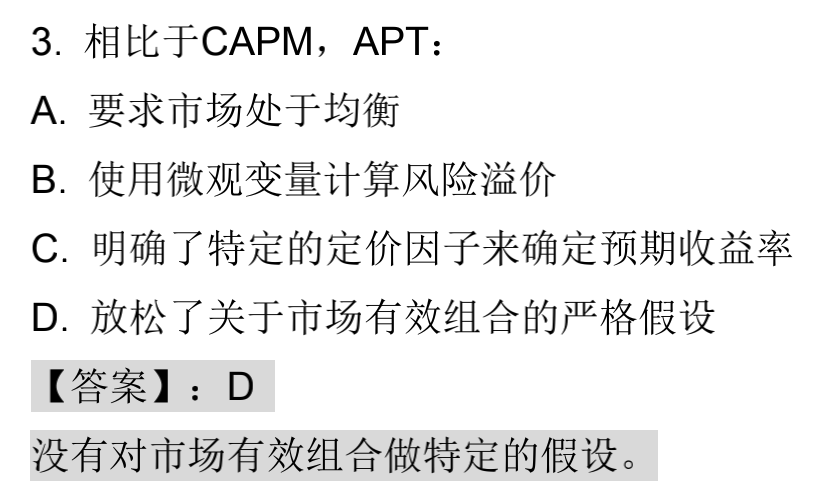 3. 相比于CAPM，APT：
A. 要求市场处于均衡
B. 使用微观变量计算风险溢价
C. 明确了特定的定价因子来确定预期收益率
D. 放松了关于市场有效组合的严格假设
【答案】：D
没有对市场有效组合做特定的假设。